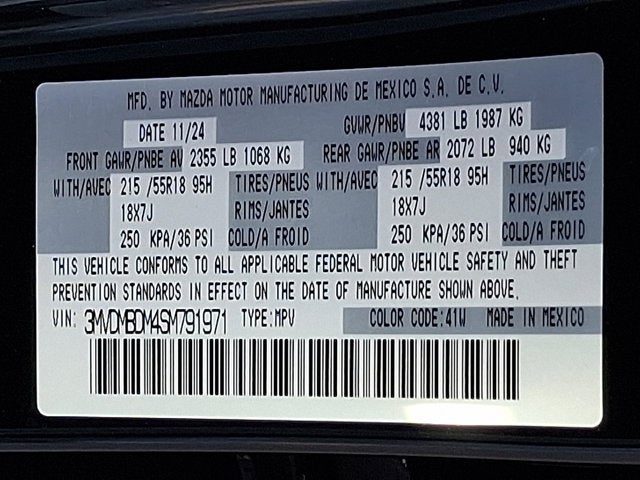 MFD. BY MAZDA MOTOR MANUFACTURING DE MEXICO S.A. DE C.V.
DATE 11/24 GVWR/PNBV 4381 LB 1987 KG
FRONT GAWR/PNBE AV 2355 LB 1068 KG REAR GAWR/PNBE AR 2072 LB 940 KG
WITH/AVEC 215 /55R18 95H TIRES/PNEUS WITH/AVEC 215 /55R18 95H TIRES/PNEUS
18X7J RIMS/JANTES 18X7J RIMS/JANTES
250 KPA/36 PSI COLD/A FROID 250 KPA/36 PSI COLD/A FROID
THIS VEHICLE CONFORMS TO ALL APPLICABLE FEDERAL MOTOR VEHICLE SAFETY AND THEFT
PREVENTION STANDARDS IN EFFECT ON THE DATE OF MANUFACTURE SHOWN ABOVE.
VIN: 3MVDMBDM4SM791971 TYPE:MPV COLOR CODE:41W MADE IN MEXICO